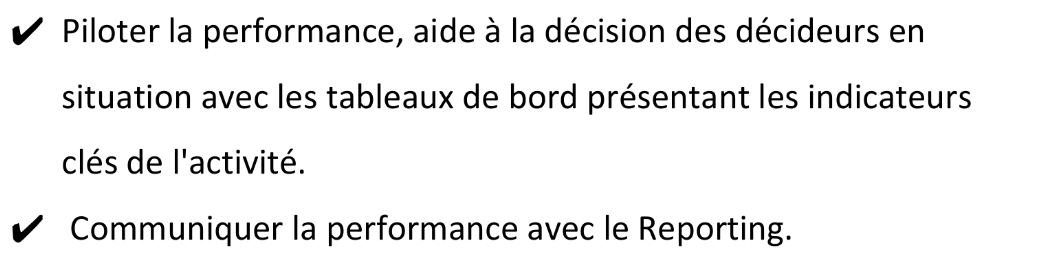 ✔ Piloter la performance, aide à la décision des décideurs en
situation avec les tableaux de bord présentant les indicateurs
clés de l'activité.
✔ Communiquer la performance avec le Reporting.